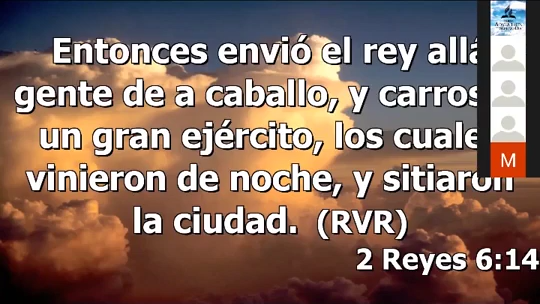 Entonces envió el rey allá
gente de a caballo, y carros
un gran ejército, los cuale
vinieron de noche, y sitiaron
la ciudad. (RVR)
2 Reyes 6:14
M